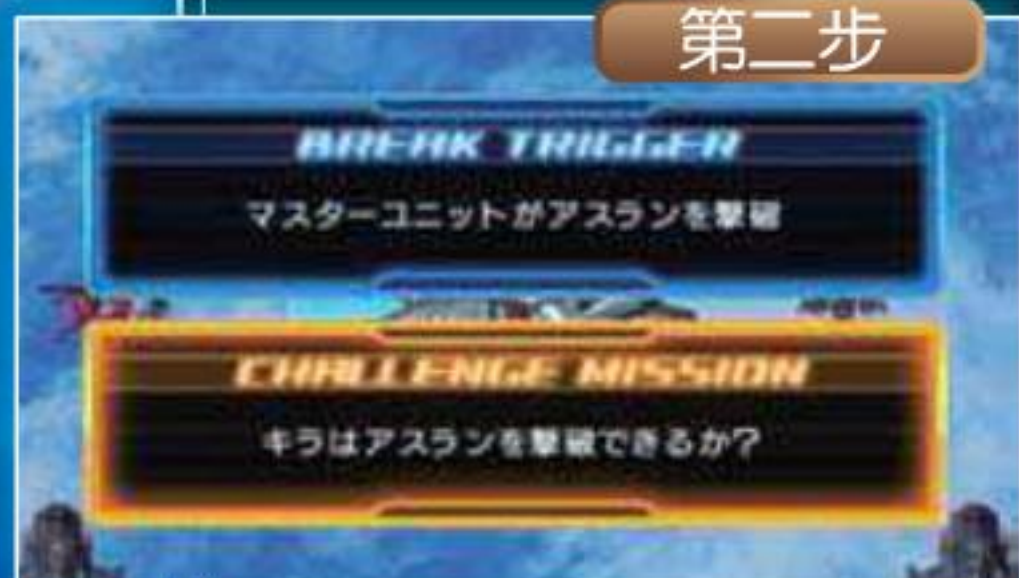 第二步
BREAK TRIGGER
マスターユニットがアスランを撃破
CHALLENGE MISSION
キラはアスランを撃破できるか?